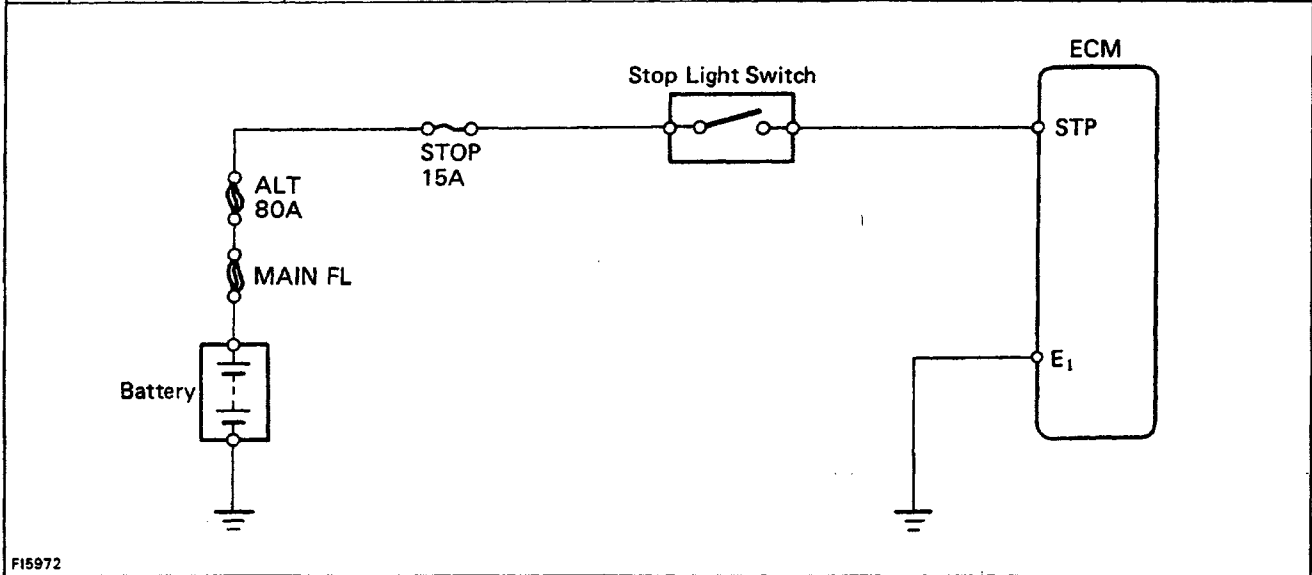 ECM
Stop Light Switch
STP
STOP
15A
ALT
80A
MAIN FL
E₁
Battery
FI5972